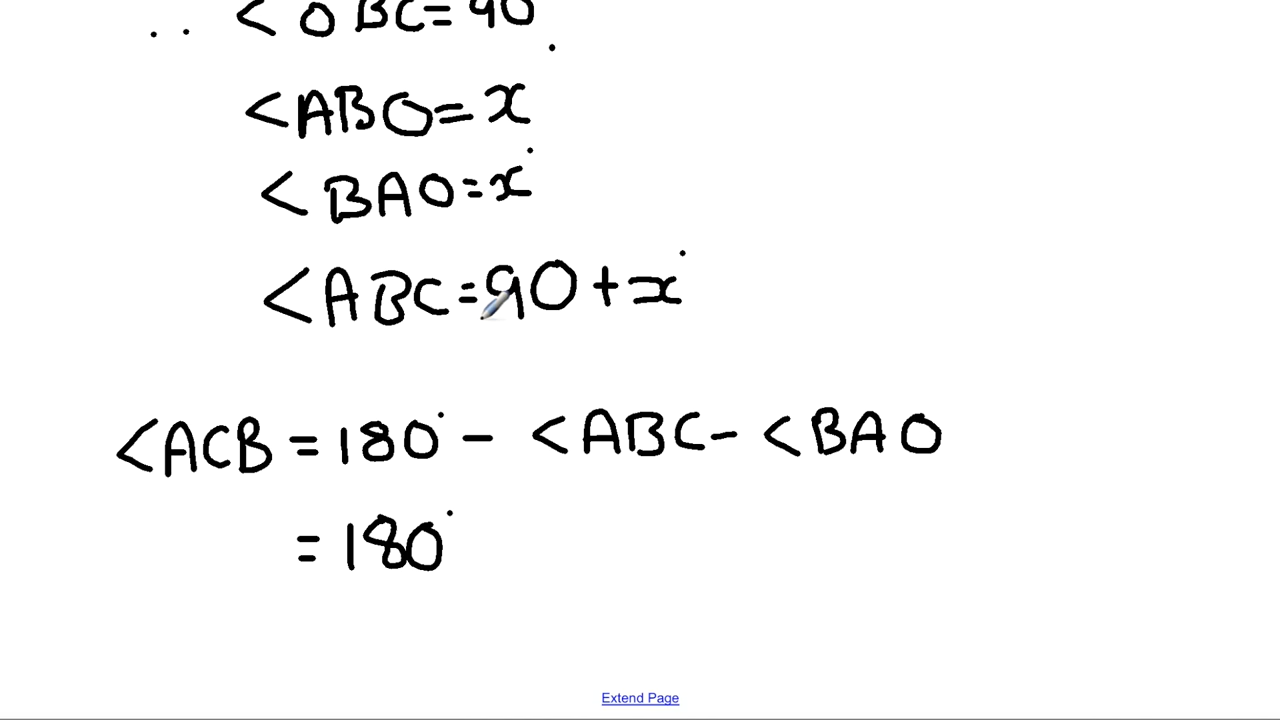 ∴ <OBC=90
<ABO=x
<BAO=x°
<ABC=90+x°
<ACB=180°-<ABC-<BAO
=180°
Extend Page